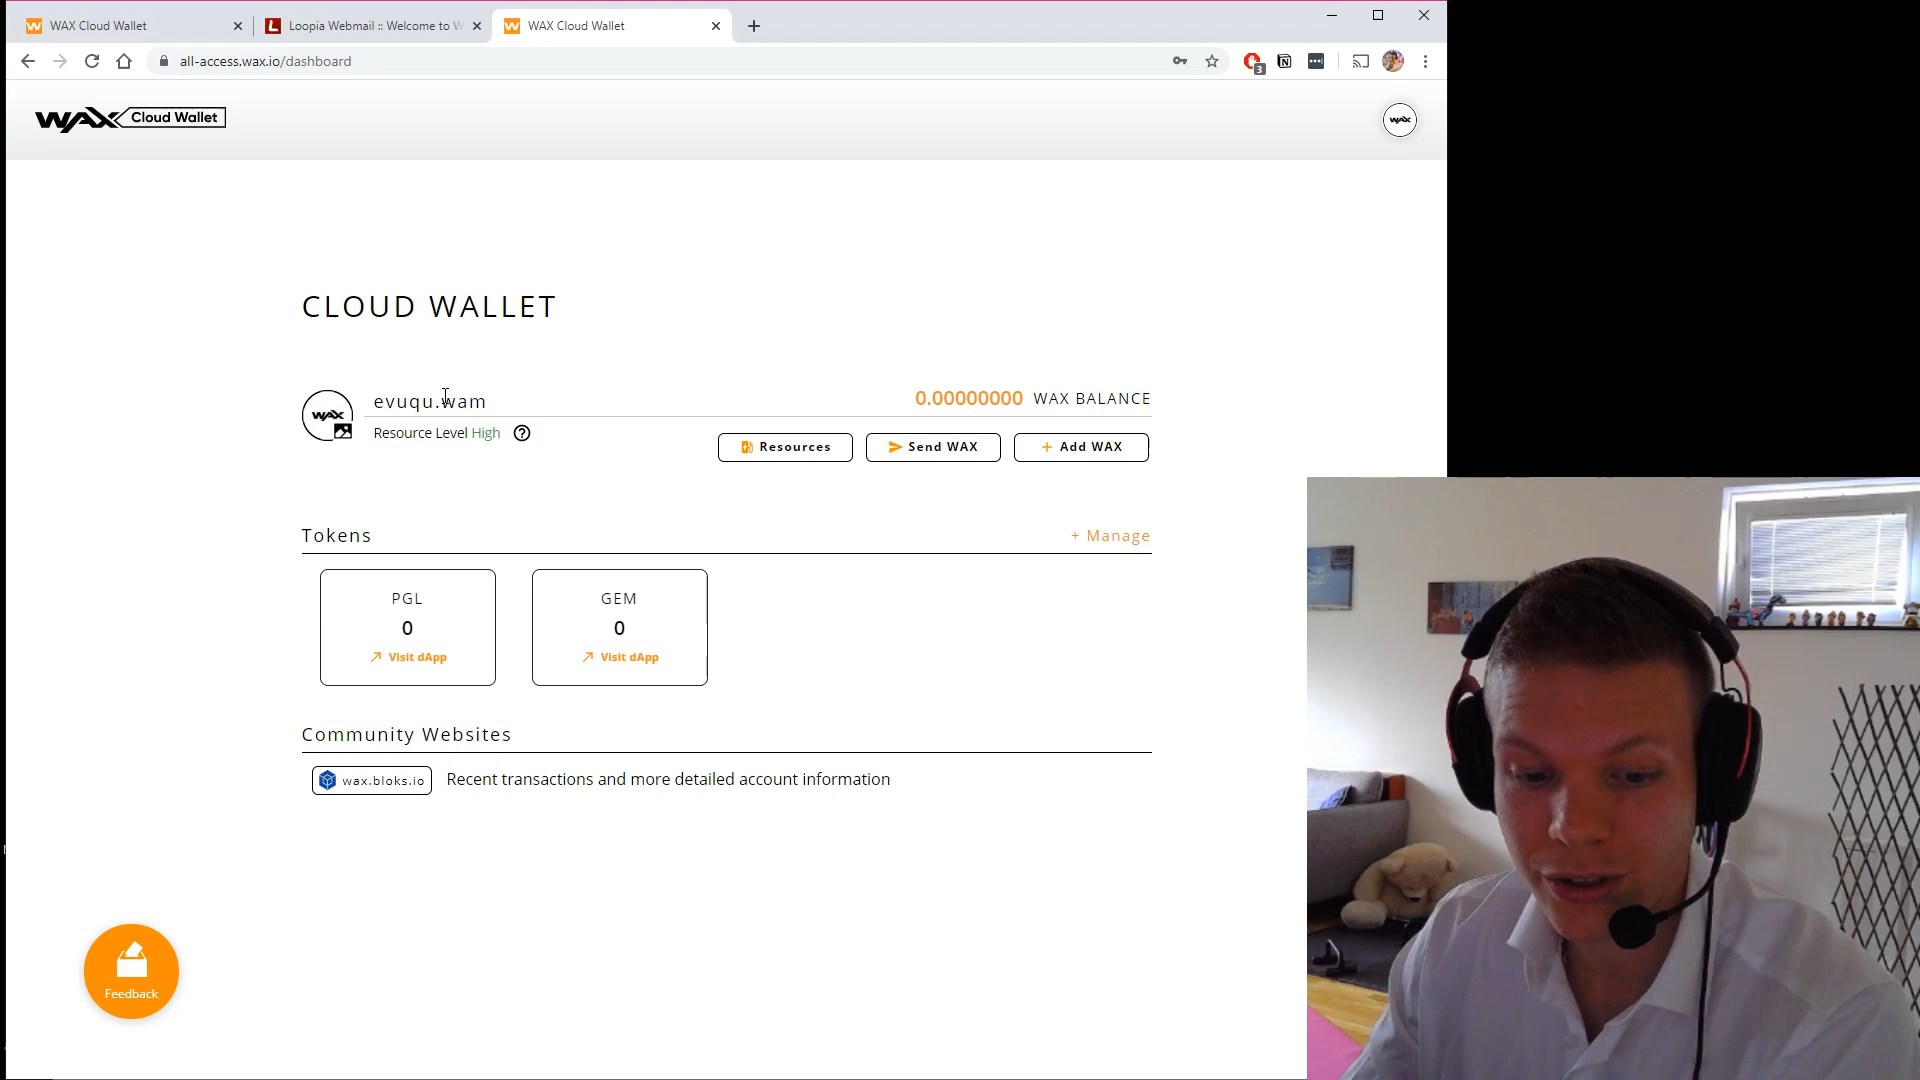 WAX Cloud Wallet
Loopia Webmail :: Welcome to W
WAX Cloud Wallet
all-access.wax.io/dashboard
3
WAX Cloud Wallet
WAX
CLOUD WALLET
WAX
evuqu.wam
0.00000000 WAX BALANCE
Resource Level High
Resources
Send WAX
+ Add WAX
Tokens
+ Manage
PGL
0
Visit dApp
GEM
0
Visit dApp
Community Websites
wax.bloks.io
Recent transactions and more detailed account information
Feedback